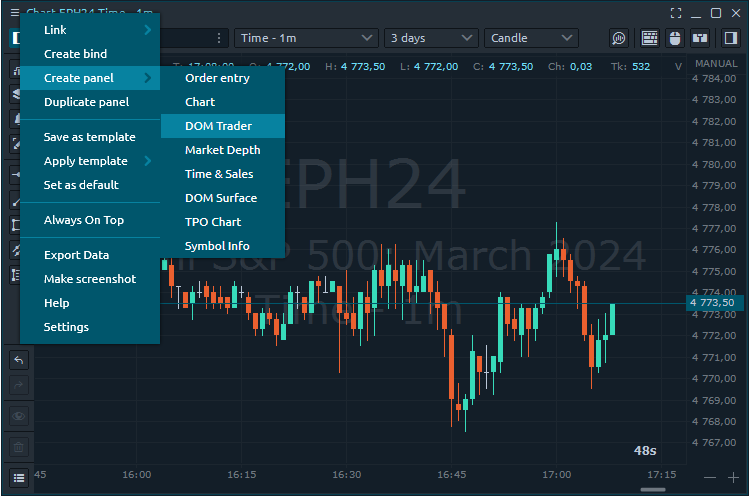 Chart EPH24 Time - 1m
Time - 1m
3 days
Candle
Link
Create bind
Create panel
Duplicate panel
Save as template
Apply template
Set as default
Always On Top
Export Data
Make screenshot
Help
Settings
Order entry
Chart
DOM Trader
Market Depth
Time & Sales
DOM Surface
TPO Chart
Symbol Info
T: 17:08:00 O: 4 772,00 H: 4 773,50 L: 4 772,00 C: 4 773,50 Ch: 0,03 Tk: 532 V
MANUAL
EPH24
S&P 500, March 2024
Time - 1m
4 784,00
4 783,00
4 782,00
4 781,00
4 780,00
4 779,00
4 778,00
4 777,00
4 776,00
4 775,00
4 774,00
4 773,50
4 773,00
4 772,00
4 771,00
4 770,00
4 769,00
4 768,00
4 767,00
48s
:45
16:00
16:15
16:30
16:45
17:00
17:15